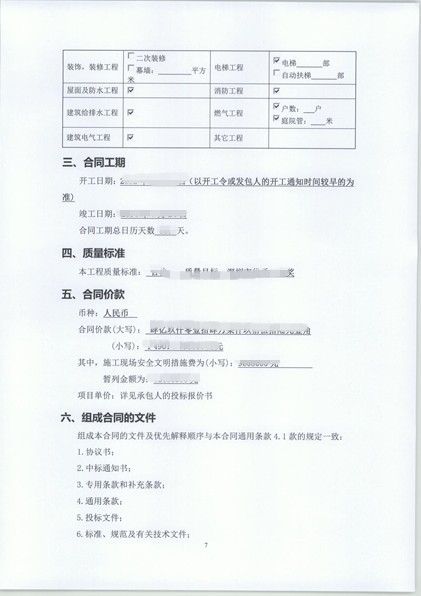 装饰、装修工程 ☑ □二次装修 电梯工程 ☑电梯______部
□幕墙:________平方米 □自动扶梯______部
屋面及防水工程 ☑ 消防工程 ☑
建筑给排水工程 ☑ 燃气工程 ☑户数:__户
☑庭院管:___米
建筑电气工程 ☑ 其它工程
三、合同工期
开工日期: (以开工令或发包人的开工通知时间较早的为
准)
竣工日期:
合同工期总日历天数 天。
四、质量标准
本工程质量标准: 奖
五、合同价款
币种:人民币
合同价款(大写):
(小写): 元
其中,施工现场安全文明措施费为(小写): 元
暂列金额为: 元
项目单价:详见承包人的投标报价书
六、组成合同的文件
组成本合同的文件及优先解释顺序与本合同通用条款 4.1 款的规定一致:
1.协议书;
2.中标通知书;
3.专用条款和补充条款;
4.通用条款;
5.投标文件;
6.标准、规范及有关技术文件;
7